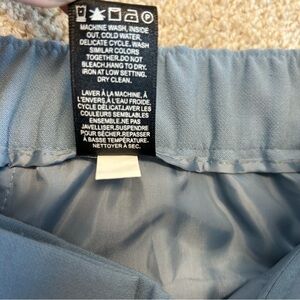 MACHINE WASH, INSIDE
OUT, COLD WATER,
DELICATE CYCLE. WASH
SIMILAR COLORS
TOGETHER.DO NOT
BLEACH.HANG TO DRY.
IRON AT LOW SETTING.
DRY CLEAN.
LAVER À LA MACHINE, À
L'ENVERS,À L'EAU FROIDE,
CYCLE DÉLICAT.LAVER LES
COULEURS SEMBLABLES
ENSEMBLE.NE PAS
JAVELLISER.SUSPENDRE
POUR SÉCHER.REPASSER
À BASSE TEMPÉRATURE.
NETTOYER À SEC.